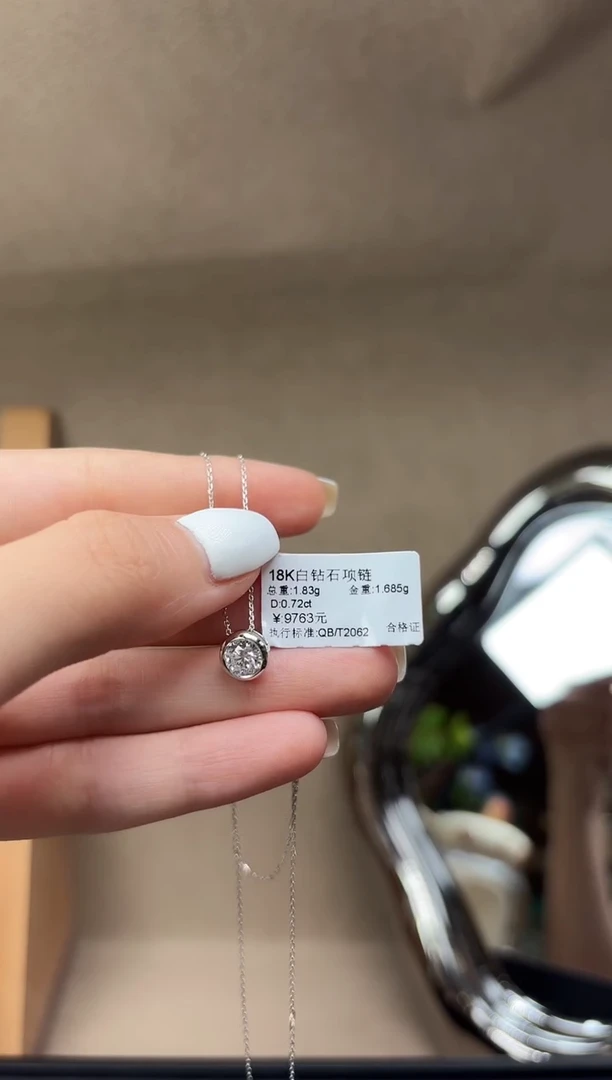 18K白钻石项链
总重:1.83g 金重:1.685g
D:0.72ct
¥:9763元
执行标准:QB/T2062 合格证